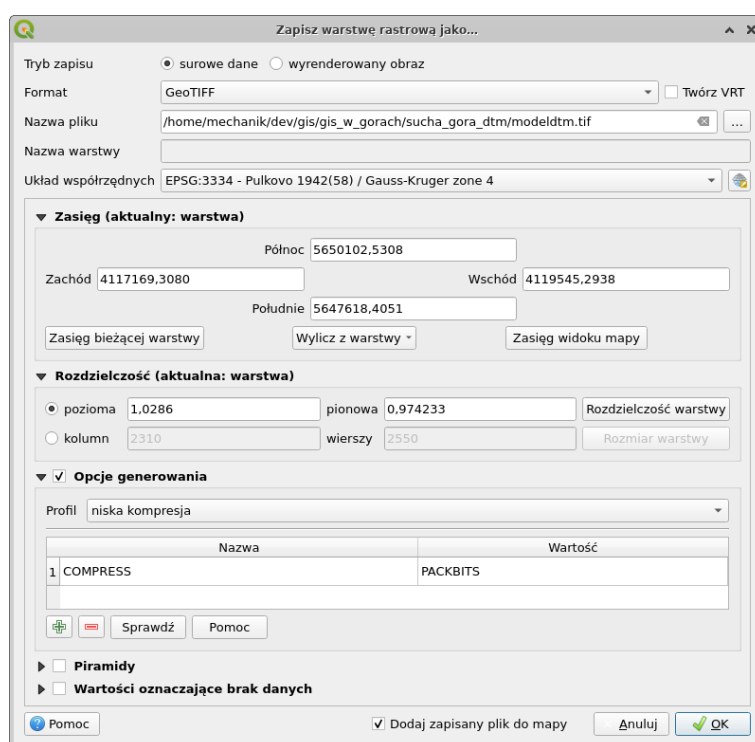 Zapisz warstwę rastrową jako...
Tryb zapisu surowe dane wyrenderowany obraz
Format GeoTIFF Twórz VRT
Nazwa pliku /home/mechanik/dev/gis/gis_w_gorach/sucha_gora_dtm/modeldtm.tif ...
Nazwa warstwy
Układ współrzędnych EPSG:3334 - Pulkovo 1942(58) / Gauss-Kruger zone 4
Zasięg (aktualny: warstwa)
Północ 5650102,5308
Zachód 4117169,3080 Wschód 4119545,2938
Południe 5647618,4051
Zasięg bieżącej warstwy Wylicz z warstwy Zasięg widoku mapy
Rozdzielczość (aktualna: warstwa)
pozioma 1,0286 pionowa 0,974233 Rozdzielczość warstwy
kolumn 2310 wierszy 2550 Rozmiar warstwy
Opcje generowania
Profil niska kompresja
Nazwa Wartość
1 COMPRESS PACKBITS
Sprawdź Pomoc
Piramidy
Wartości oznaczające brak danych
Pomoc Dodaj zapisany plik do mapy Anuluj OK